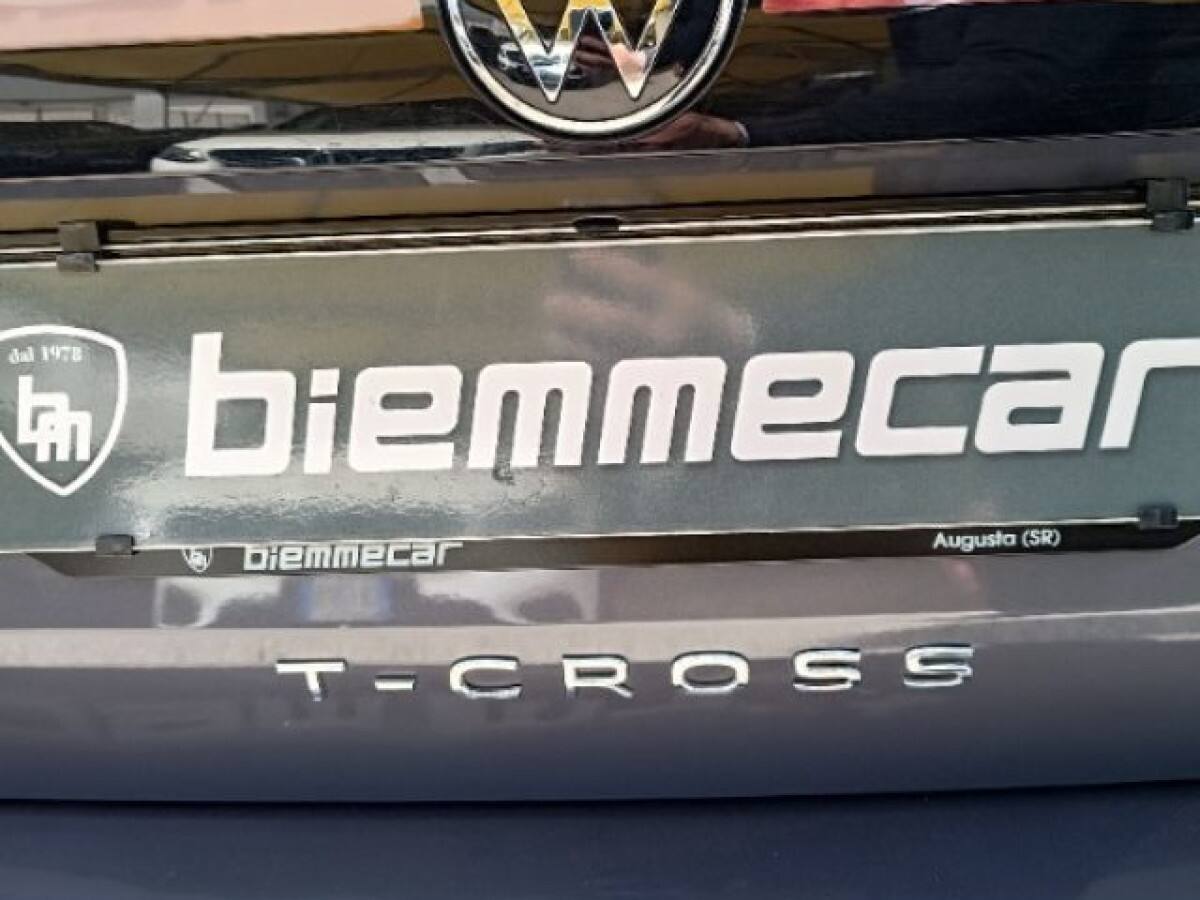 dal 1978
bm
biemmecar
biemmecar
Augusta (SR)
T-CROSS